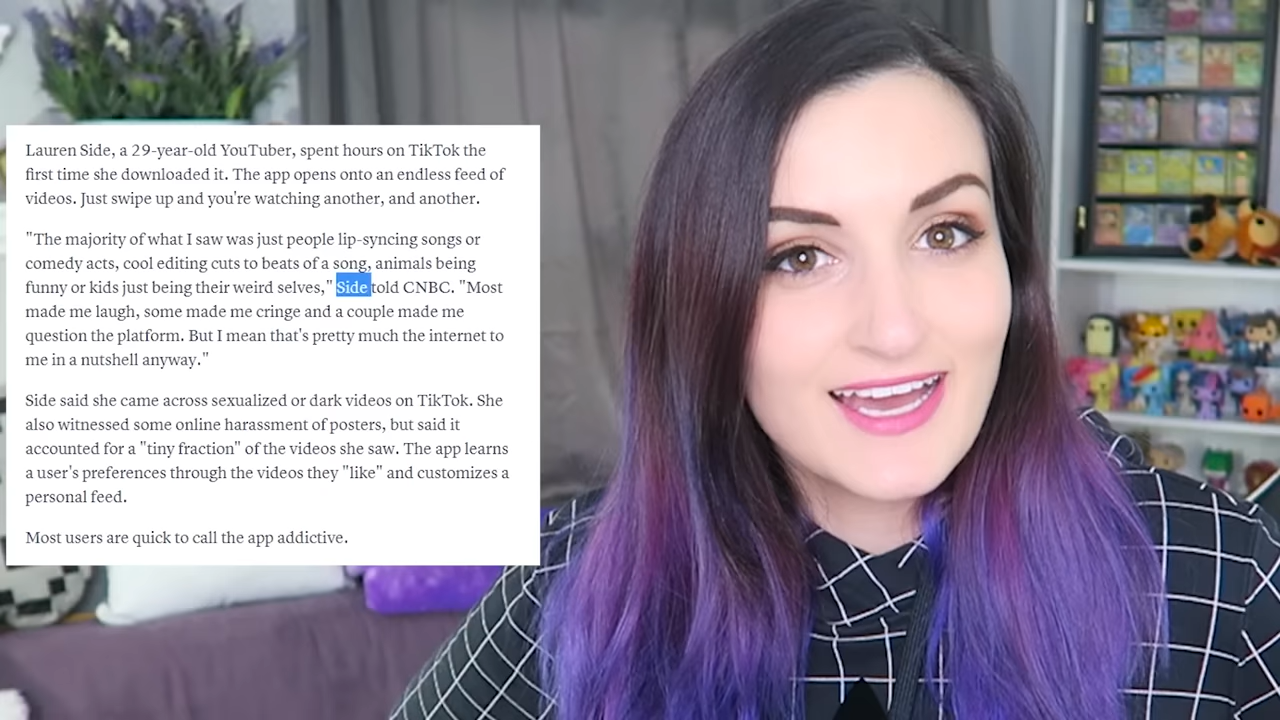 Lauren Side, a 29-year-old YouTuber, spent hours on TikTok the
first time she downloaded it. The app opens onto an endless feed of
videos. Just swipe up and you're watching another, and another.
"The majority of what I saw was just people lip-syncing songs or
comedy acts, cool editing cuts to beats of a song, animals being
funny or kids just being their weird selves," Side told CNBC. "Most
made me laugh, some made me cringe and a couple made me
question the platform. But I mean that's pretty much the internet to
me in a nutshell anyway."
Side said she came across sexualized or dark videos on TikTok. She
also witnessed some online harassment of posters, but said it
accounted for a "tiny fraction" of the videos she saw. The app learns
a user's preferences through the videos they "like" and customizes a
personal feed.
Most users are quick to call the app addictive.